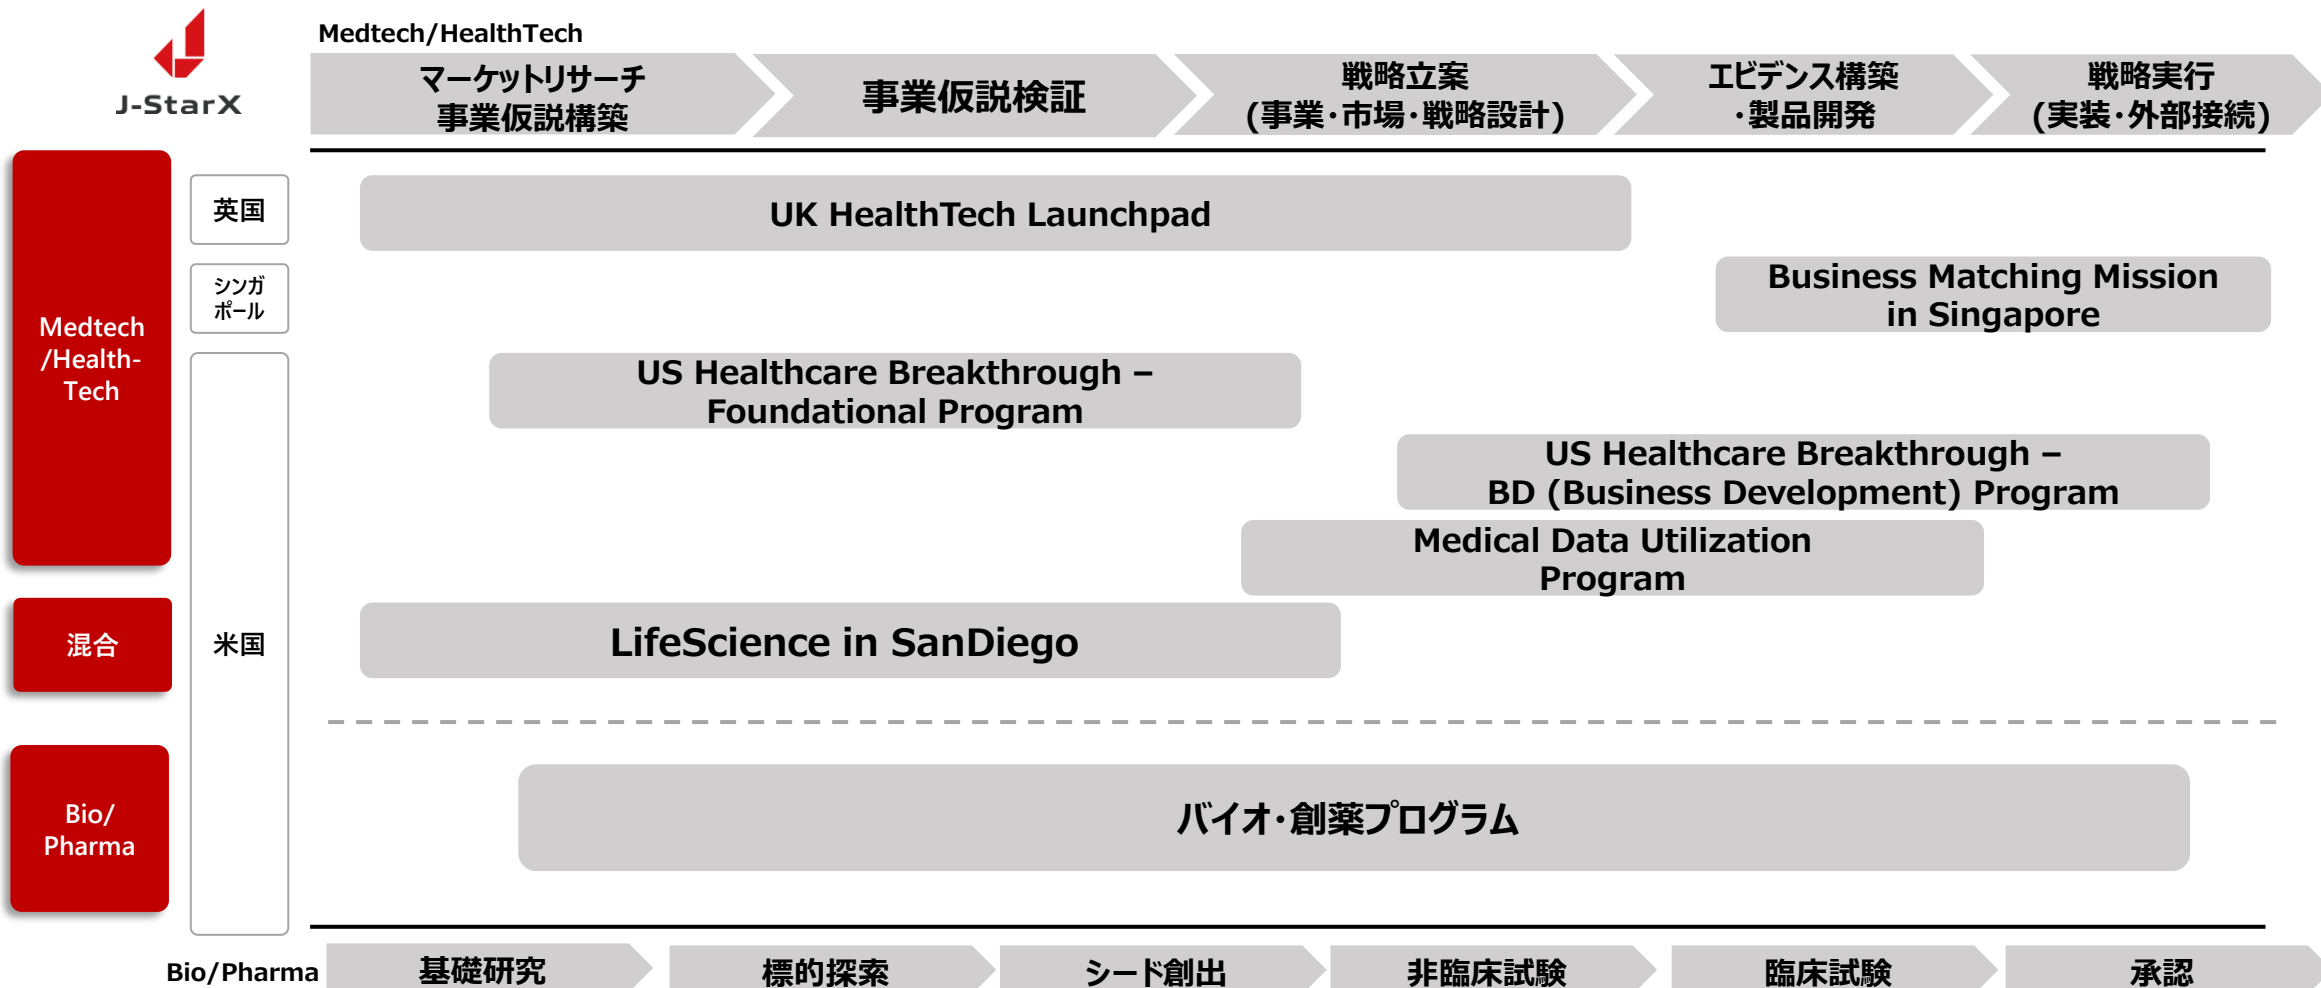 J-StarX
Medtech/HealthTech
マーケットリサーチ
事業仮説構築
事業仮説検証
戦略立案
(事業・市場・戦略設計)
エビデンス構築
・製品開発
戦略実行
(実装・外部接続)
Medtech
/Health-
Tech
英国
UK HealthTech Launchpad
シンガ
ポール
Business Matching Mission
in Singapore
米国
US Healthcare Breakthrough –
Foundational Program
US Healthcare Breakthrough –
BD (Business Development) Program
Medical Data Utilization
Program
混合
LifeScience in SanDiego
Bio/
Pharma
バイオ・創薬プログラム
Bio/Pharma
基礎研究
標的探索
シード創出
非臨床試験
臨床試験
承認